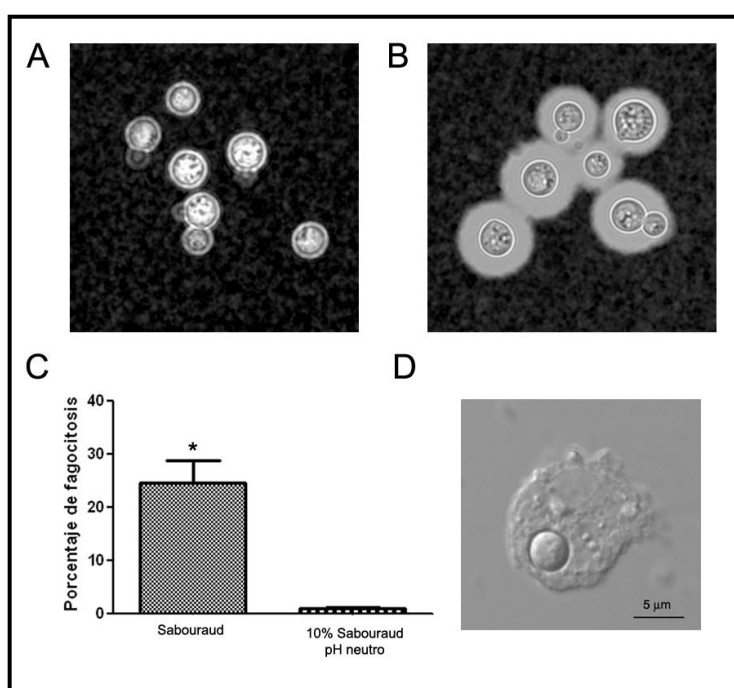 A
B
C
Porcentaje de fagocitosis
40
30
20
10
0
*
Sabouraud
10% Sabouraud
pH neutro
D
5 µm